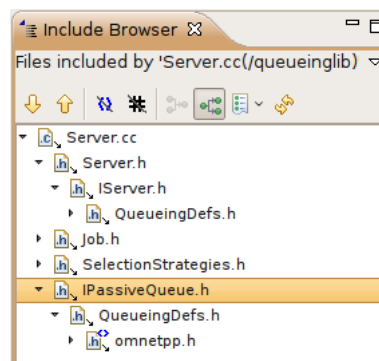 Include Browser
Files included by 'Server.cc(/queueinglib)
Server.cc
Server.h
IServer.h
QueueingDefs.h
Job.h
SelectionStrategies.h
IPassiveQueue.h
QueueingDefs.h
omnetpp.h